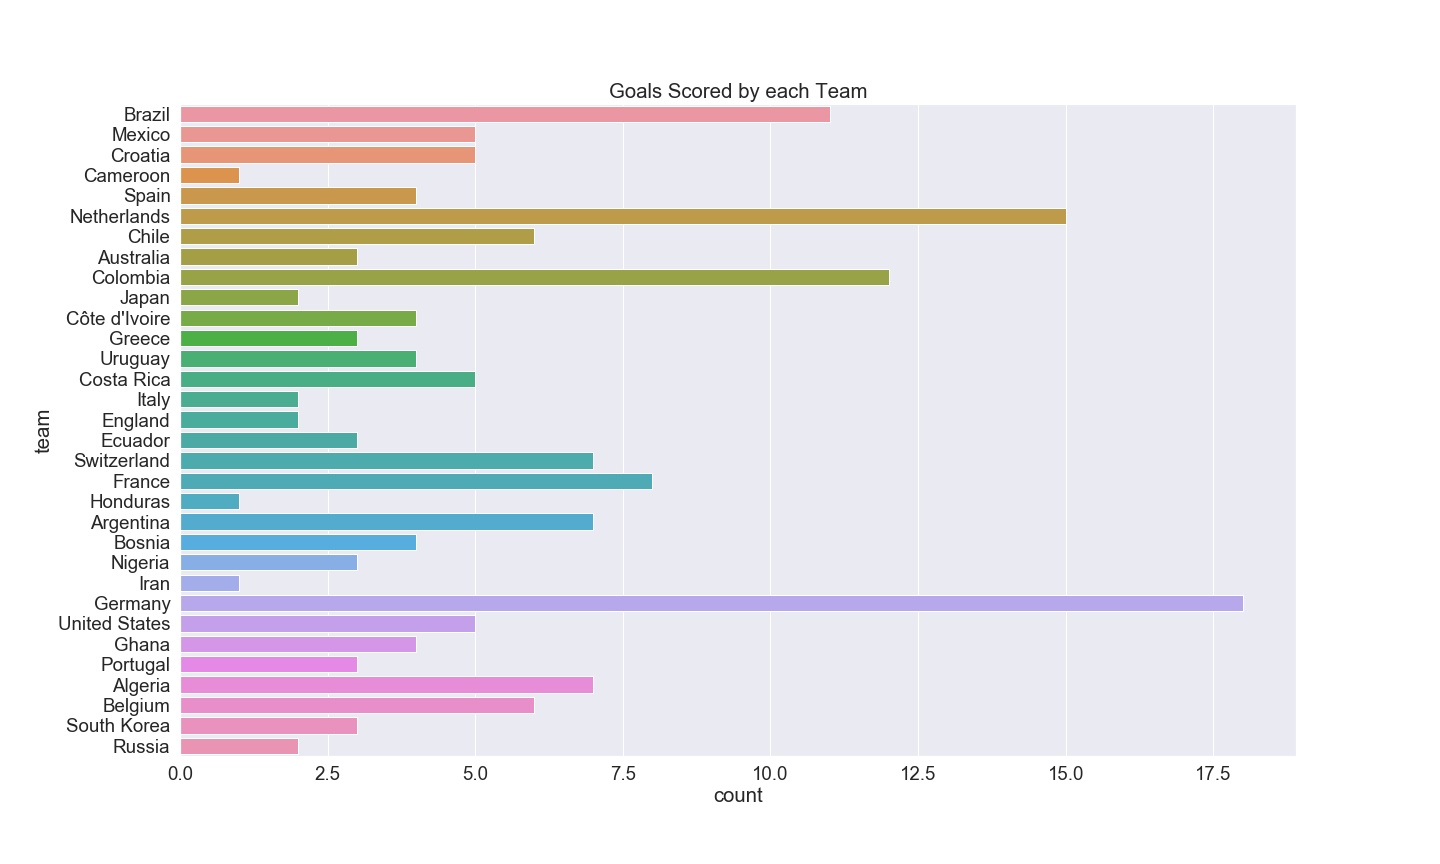 Goals Scored by each Team
Brazil
Mexico
Croatia
Cameroon
Spain
Netherlands
Chile
Australia
Colombia
Japan
Côte d'Ivoire
Greece
Uruguay
Costa Rica
Italy
England
Ecuador
Switzerland
France
Honduras
Argentina
Bosnia
Nigeria
Iran
Germany
United States
Ghana
Portugal
Algeria
Belgium
South Korea
Russia
team
0.0 2.5 5.0 7.5 10.0 12.5 15.0 17.5
count